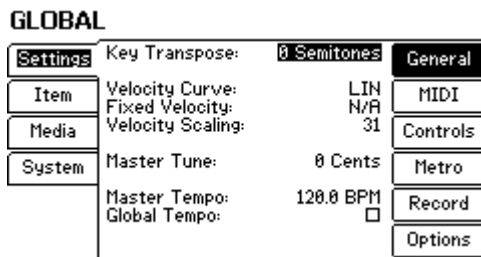 GLOBAL
Settings
Item
Media
System
Key Transpose: 0 Semitones
Velocity Curve: LIN
Fixed Velocity: N/A
Velocity Scaling: 31
Master Tune: 0 Cents
Master Tempo: 120.0 BPM
Global Tempo:
General
MIDI
Controls
Metro
Record
Options